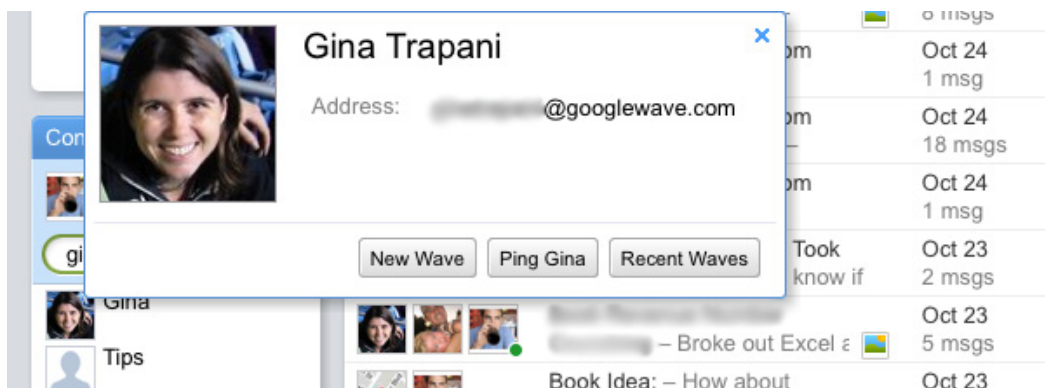 Gina Trapani
Address: @googlewave.com
New Wave Ping Gina Recent Waves
8 msgs
om Oct 24
1 msg
om Oct 24
– 18 msgs
om Oct 24
1 msg
Took Oct 23
know if 2 msgs
Con
gi
Gina
Tips
Oct 23
– Broke out Excel a 5 msgs
Book Idea: – How about Oct 23